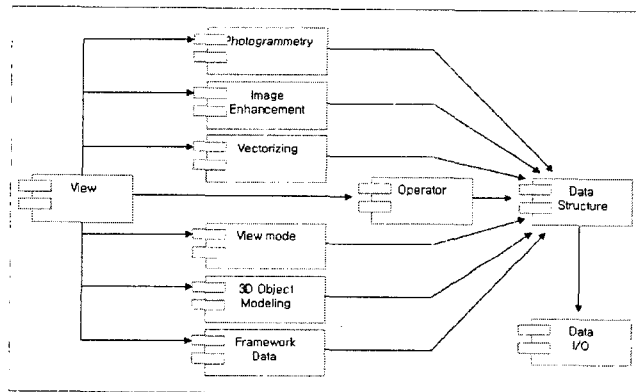 Photogrammetry
Image
Enhancement
Vectorizing
View
Operator
Data
Structure
View mode
3D Object
Modeling
Framework
Data
Data
I/O